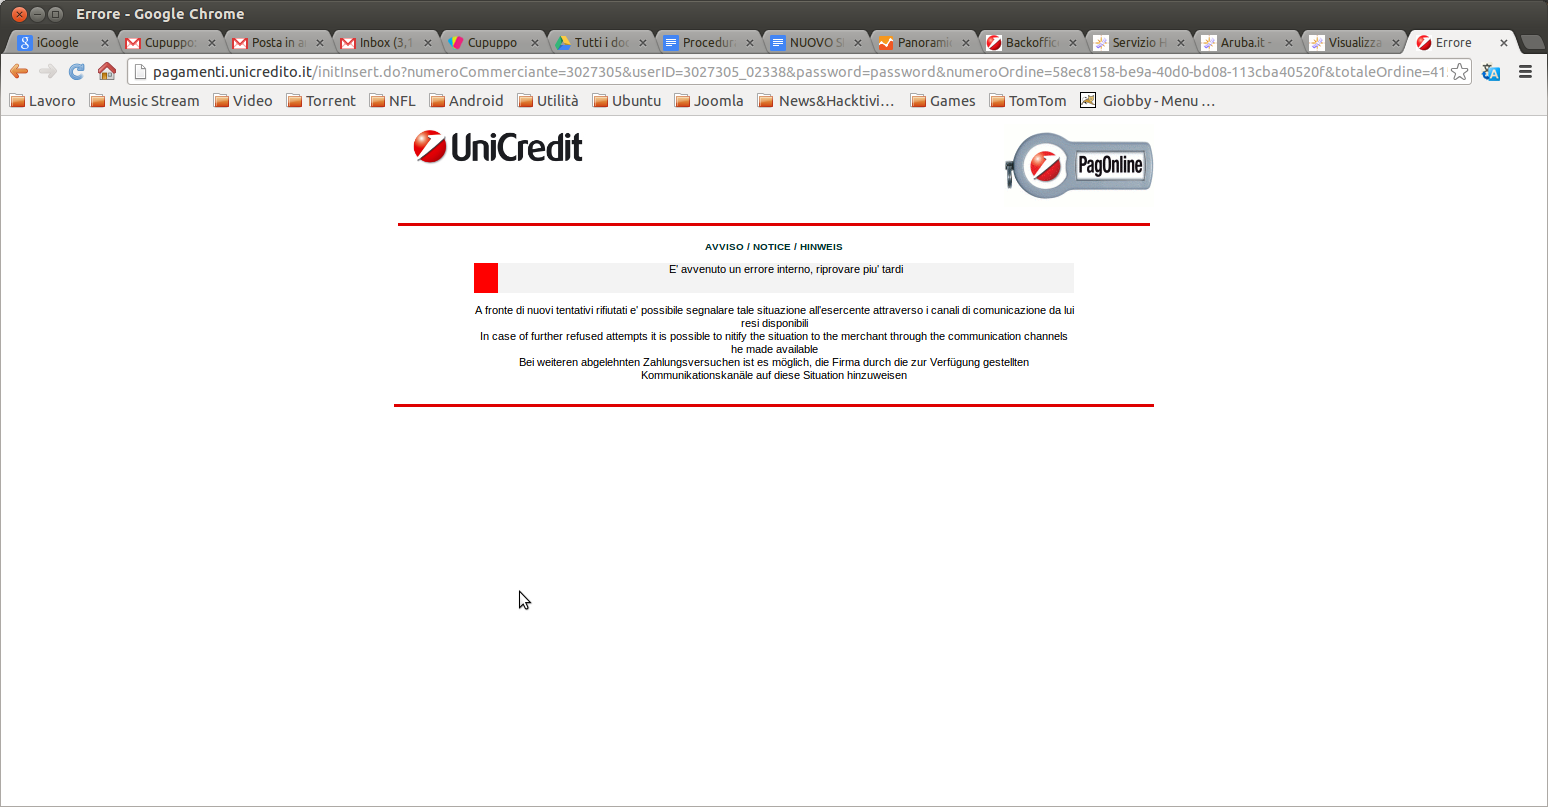 Errore - Google Chrome
iGoogle Cupuppo: Posta in ar Inbox (3,1 Cupuppo Tutti i doc Procedura NUOVO S Panoramic Backoffice Servizio H Aruba.it - Visualizza Errore
pagamenti.unicredito.it/initInsert.do?numeroCommerciante=3027305&userID=3027305_02338&password=password&numeroOrdine=58ec8158-be9a-40d0-bd08-113cba40520f&totaleOrdine=41
Lavoro Music Stream Video Torrent NFL Android Utilità Ubuntu Joomla News&Hacktivi... Games TomTom Giobby - Menu ...
UniCredit
PagOnline
AVVISO / NOTICE / HINWEIS
E' avvenuto un errore interno, riprovare piu' tardi
A fronte di nuovi tentativi rifiutati e' possibile segnalare tale situazione all'esercente attraverso i canali di comunicazione da lui
resi disponibili
In case of further refused attempts it is possible to nitify the situation to the merchant through the communication channels
he made available
Bei weiteren abgelehnten Zahlungsversuchen ist es möglich, die Firma durch die zur Verfügung gestellten
Kommunikationskanäle auf diese Situation hinzuweisen